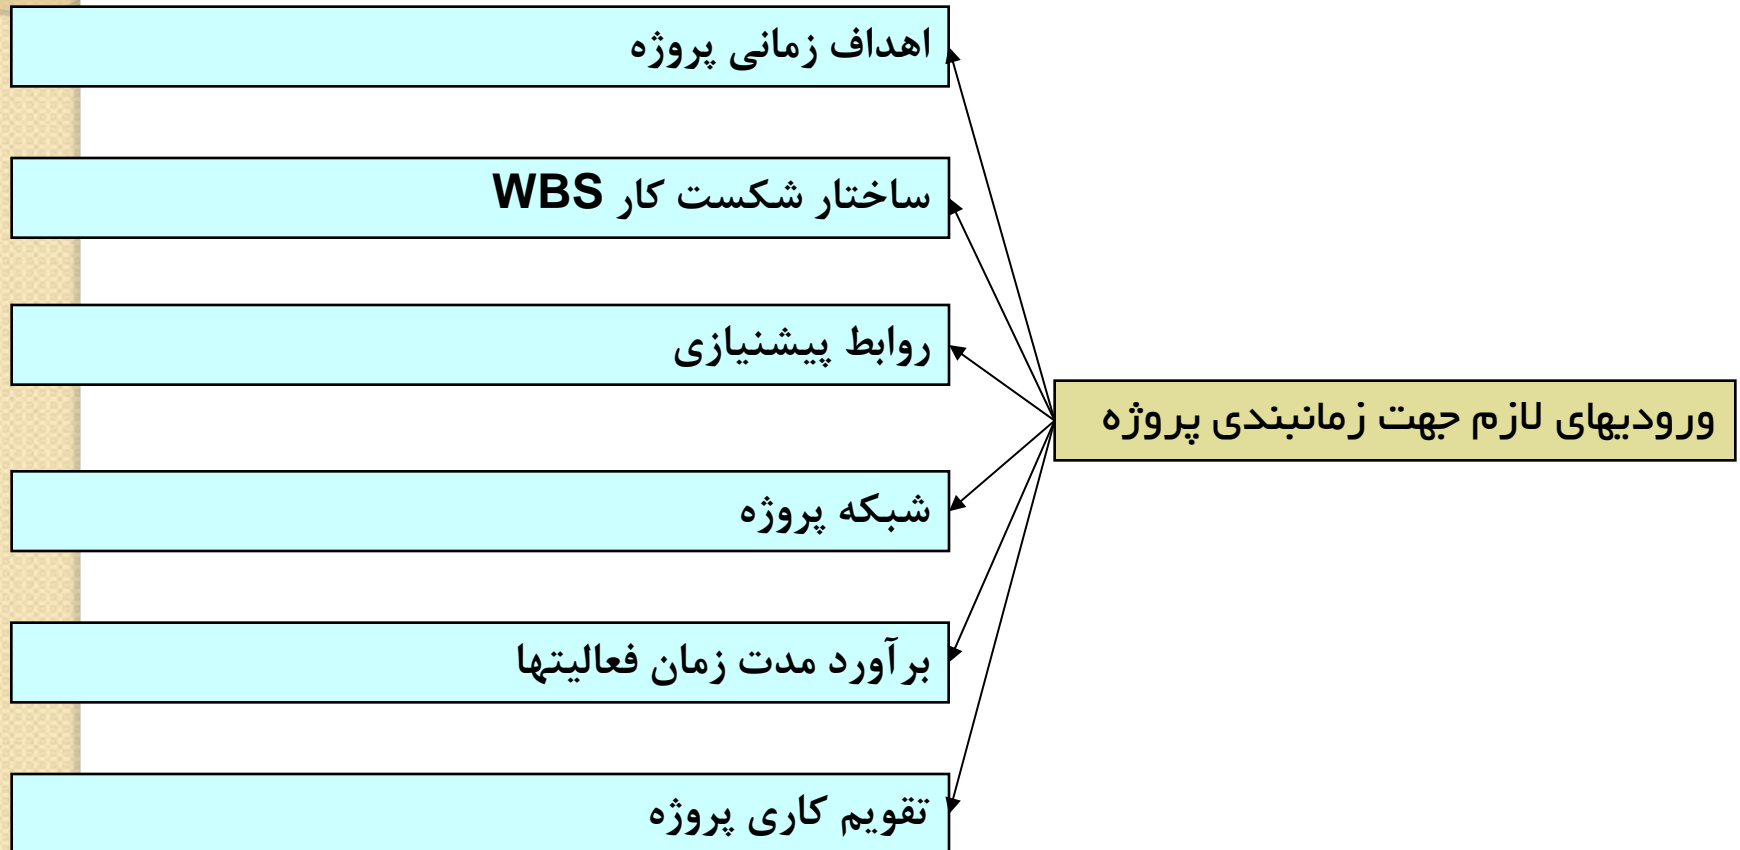 ورودیهای لازم جهت زمانبندی پروژه
اهداف زمانی پروژه
ساختار شکست کار WBS
روابط پیشنیازی
شبکه پروژه
برآورد مدت زمان فعالیتها
تقویم کاری پروژه